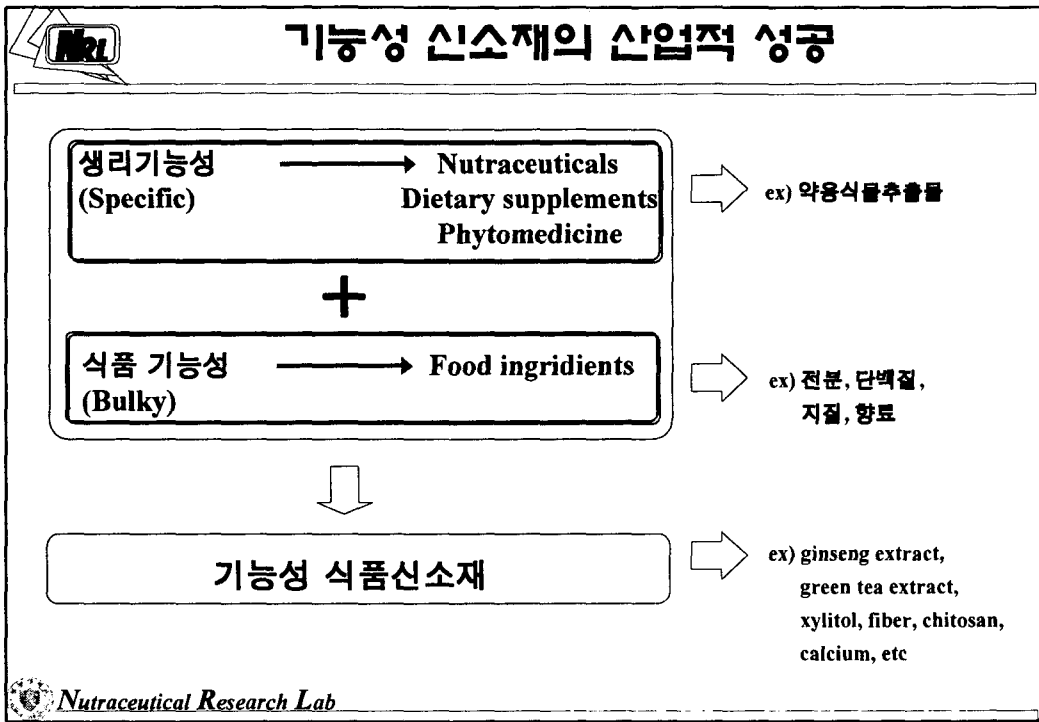 NRL
기능성 신소재의 산업적 성공
생리기능성 Nutraceuticals
(Specific) Dietary supplements
Phytomedicine
ex) 약용식물추출물
+
식품 기능성 Food ingridients
(Bulky)
ex) 전분, 단백질,
지질, 향료
기능성 식품신소재
ex) ginseng extract,
green tea extract,
xylitol, fiber, chitosan,
calcium, etc
Nutraceutical Research Lab